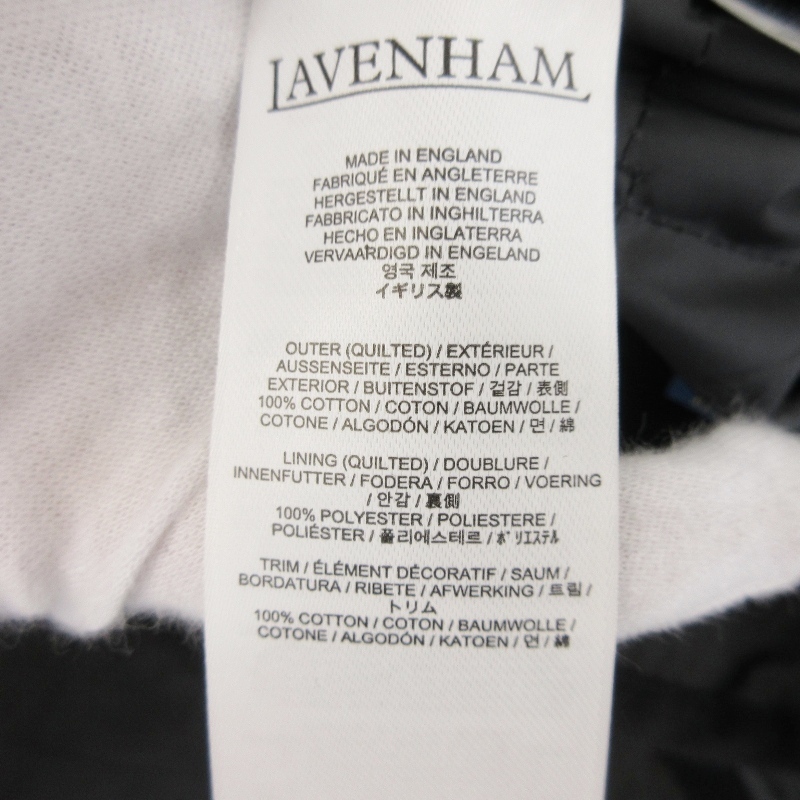 LAVENHAM
MADE IN ENGLAND
FABRIQUÉ EN ANGLETERRE
HERGESTELLT IN ENGLAND
FABBRICATO IN INGHILTERRA
HECHO EN INGLATERRA
VERVAARDIGD IN ENGELAND
영국 제조
イギリス製
OUTER (QUILTED) / EXTÉRIEUR /
AUSSENSEITE / ESTERNO / PARTE
EXTERIOR / BUITENSTOF / 겉감 / 表側
100% COTTON / COTON / BAUMWOLLE /
COTONE / ALGODÓN / KATOEN / 면 / 綿
LINING (QUILTED) / DOUBLURE /
INNENFUTTER / FODERA / FORRO / VOERING
/ 안감 / 裏側
100% POLYESTER / POLIESTERE /
POLIÉSTER / 폴리에스테르 / ﾎﾟﾘｴｽﾃﾙ
TRIM / ÉLÉMENT DÉCORATIF / SAUM /
BORDATURA / RIBETE / AFWERKING / 트림 /
トリム
100% COTTON / COTON / BAUMWOLLE /
COTONE / ALGODÓN / KATOEN / 면 / 綿